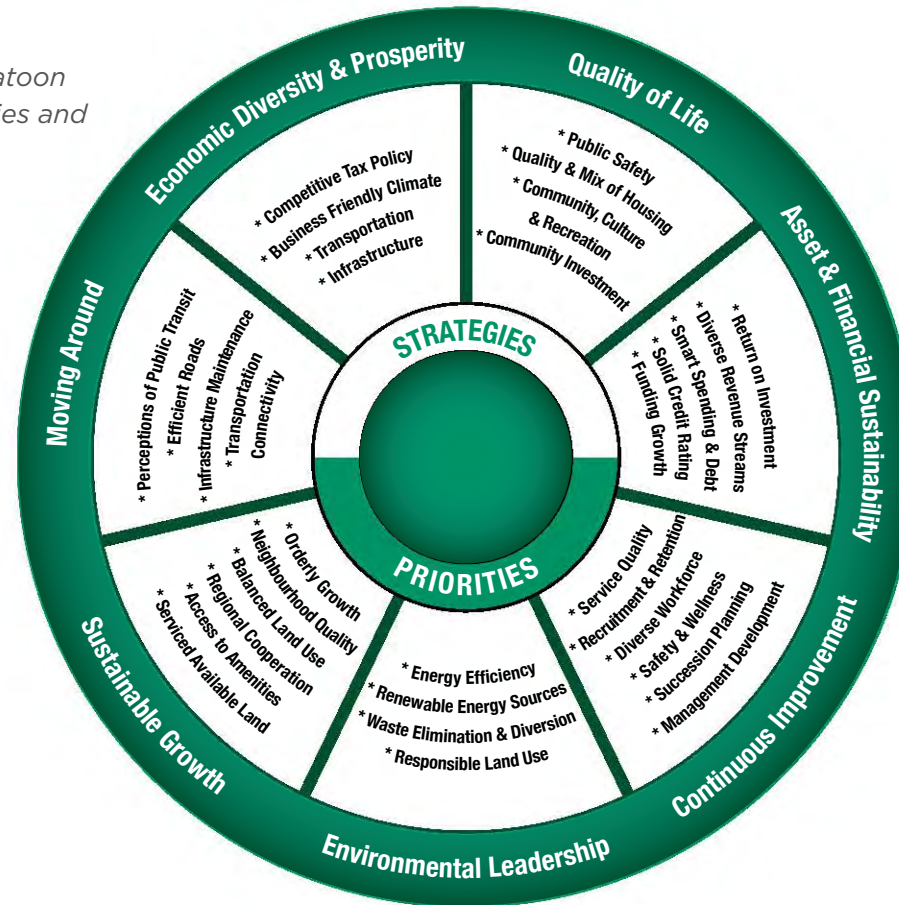 atoon
ies and
Economic Diversity & Prosperity
* Competitive Tax Policy
* Business Friendly Climate
* Transportation
* Infrastructure
Quality of Life
* Public Safety
* Quality & Mix of Housing
* Community, Culture
& Recreation
* Community Investment
Asset & Financial Sustainability
* Return on Investment
* Diverse Revenue Streams
* Smart Spending & Debt
* Solid Credit Rating
* Funding Growth
Continuous Improvement
* Service Quality
* Recruitment & Retention
* Diverse Workforce
* Safety & Wellness
* Succession Planning
* Management Development
Environmental Leadership
* Energy Efficiency
* Renewable Energy Sources
* Waste Elimination & Diversion
* Responsible Land Use
Sustainable Growth
* Orderly Growth
* Neighbourhood Quality
* Balanced Land Use
* Regional Cooperation
* Access to Amenities
* Serviced Available Land
Moving Around
* Perceptions of Public Transit
* Efficient Roads
* Infrastructure Maintenance
* Transportation
Connectivity
STRATEGIES
PRIORITIES